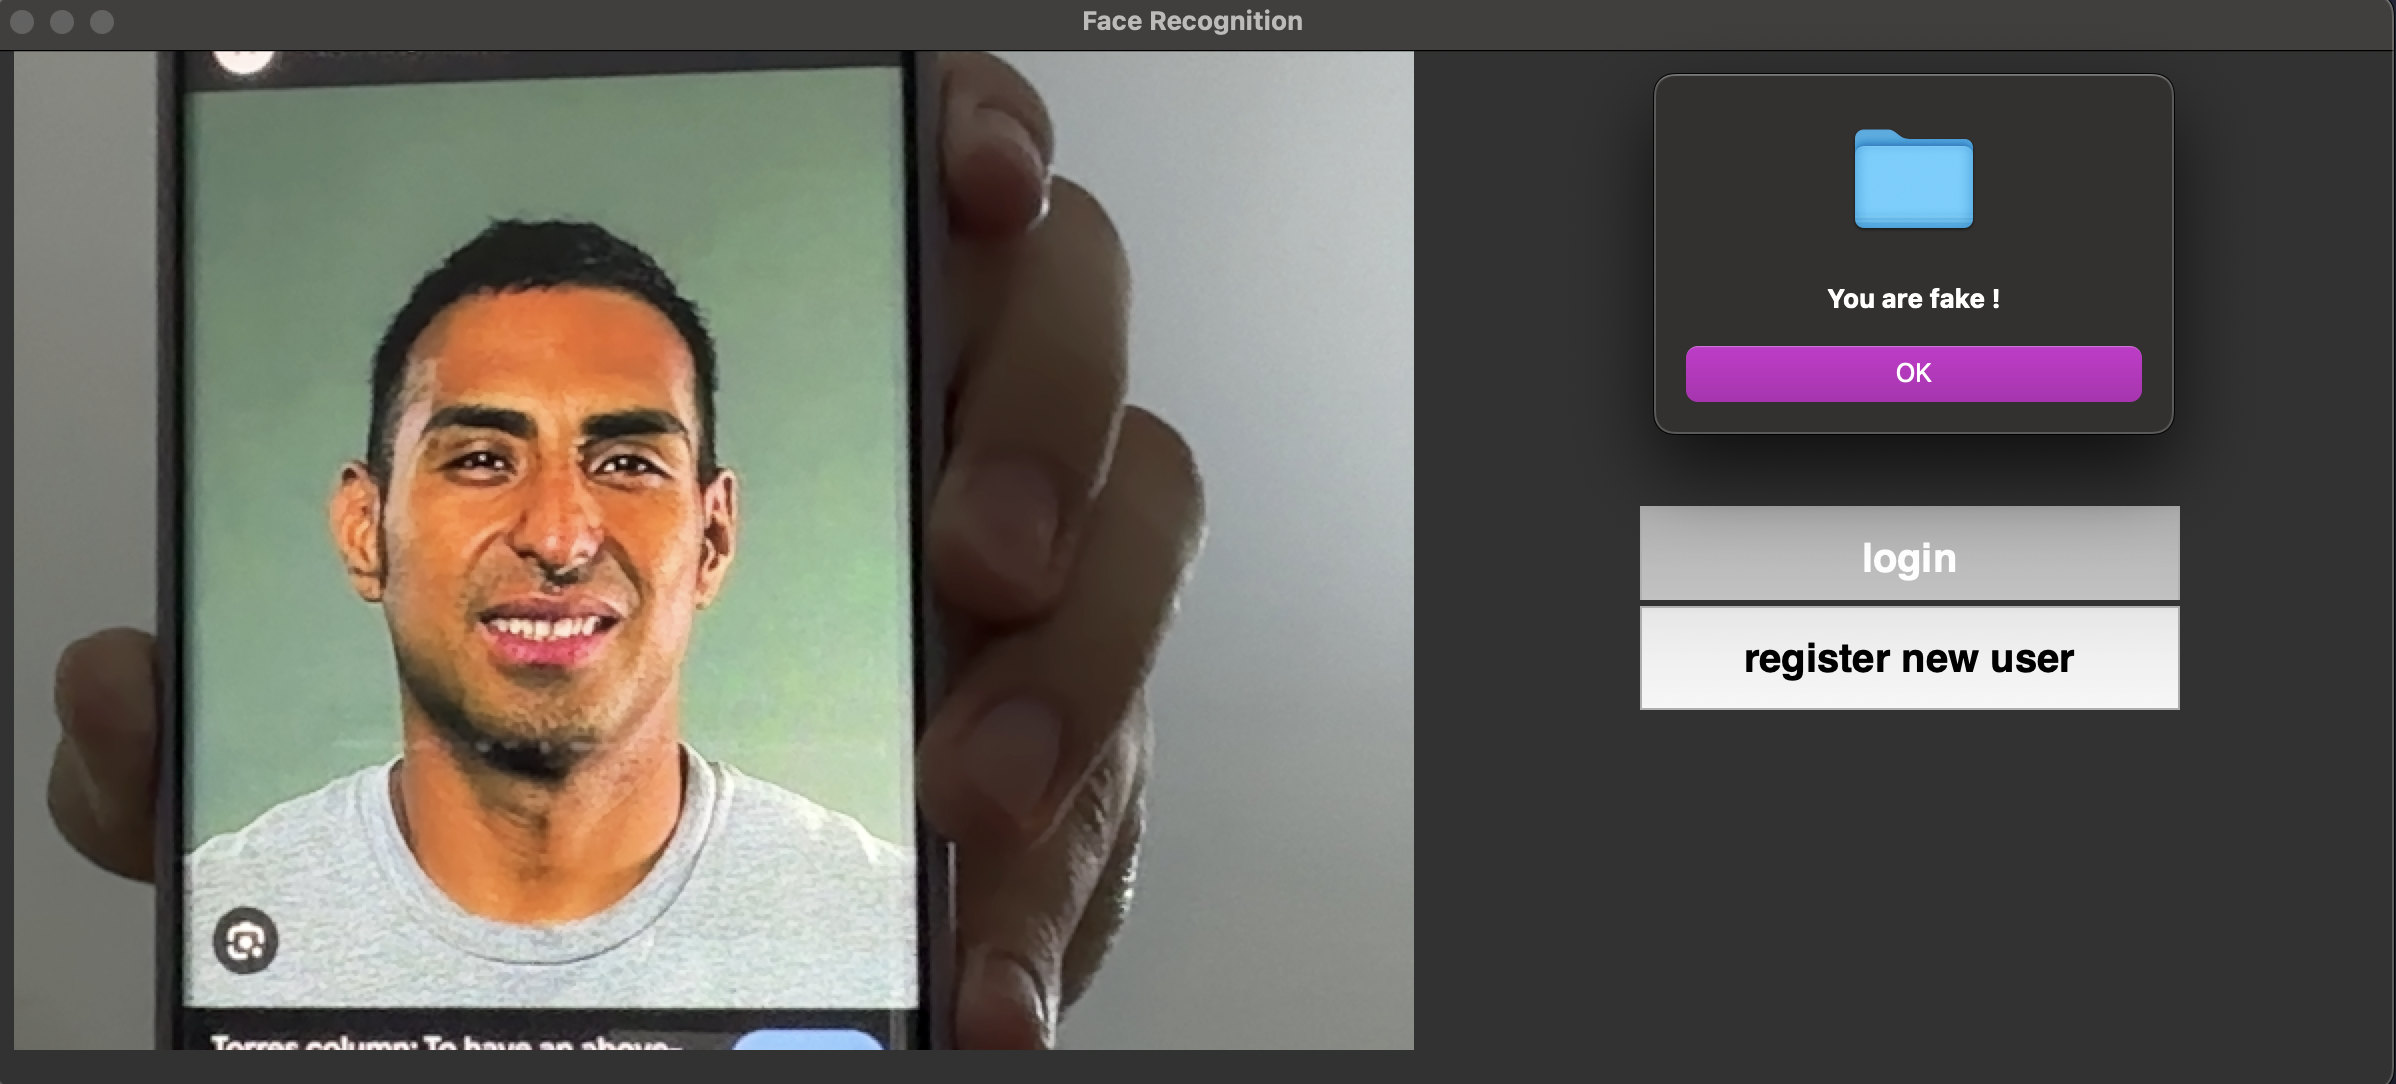 Face Recognition
You are fake !
OK
login
register new user
Torres column: To have an above-